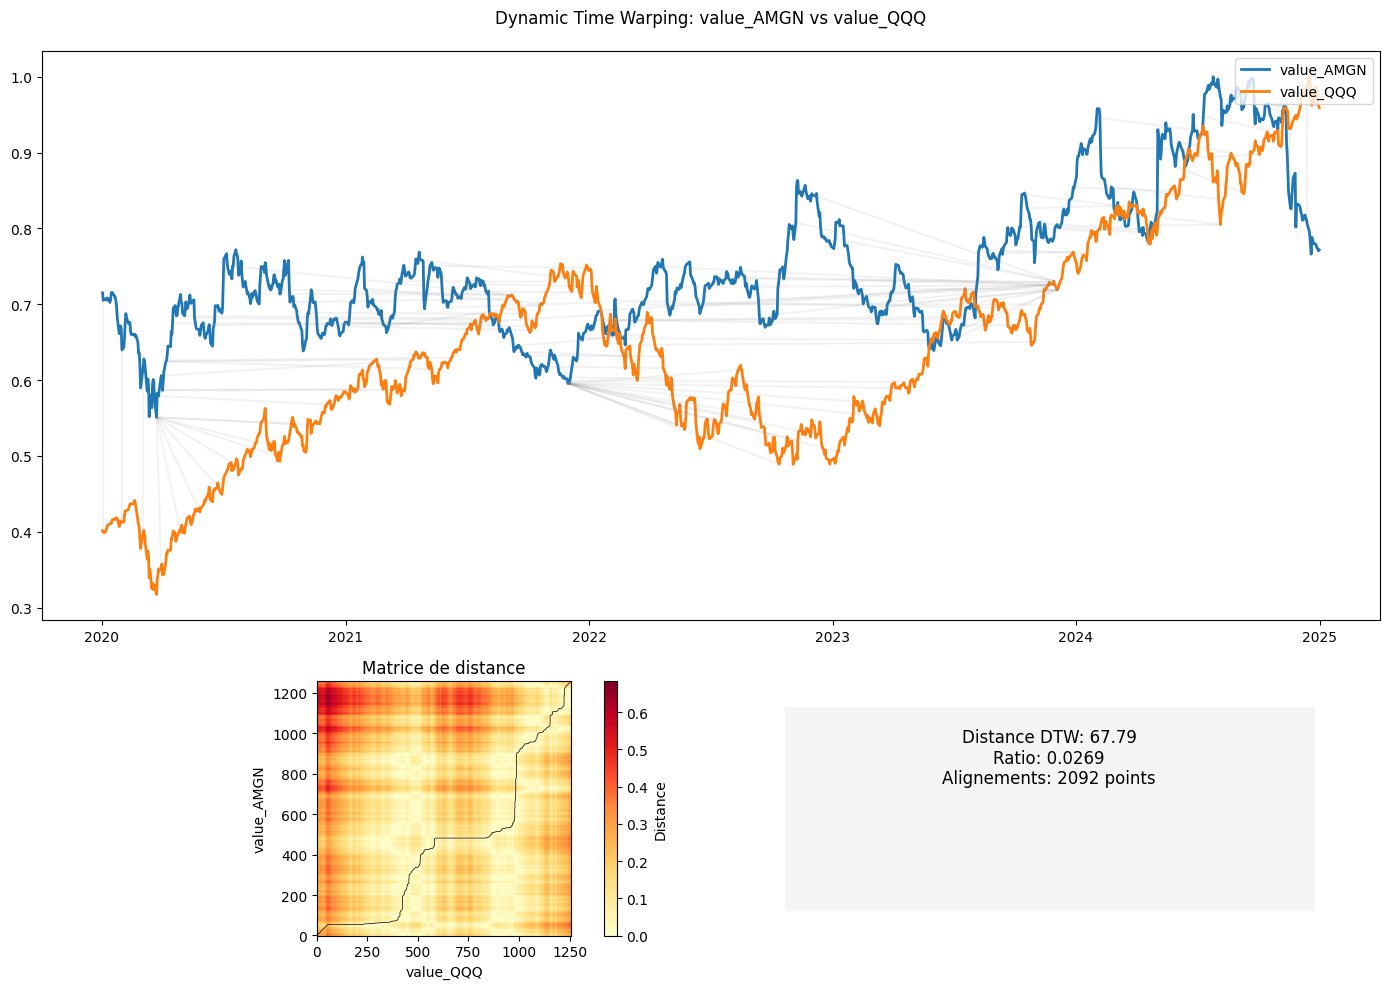 Dynamic Time Warping: value_AMGN vs value_QQQ
1.0
0.9
0.8
0.7
0.6
0.5
0.4
0.3
value_AMGN
value_QQQ
2020 2021 2022 2023 2024 2025
Matrice de distance
value_AMGN
1200
1000
800
600
400
200
0
0 250 500 750 1000 1250
value_QQQ
0.6
0.5
0.4
0.3
0.2
0.1
0.0
Distance
Distance DTW: 67.79
Ratio: 0.0269
Alignements: 2092 points